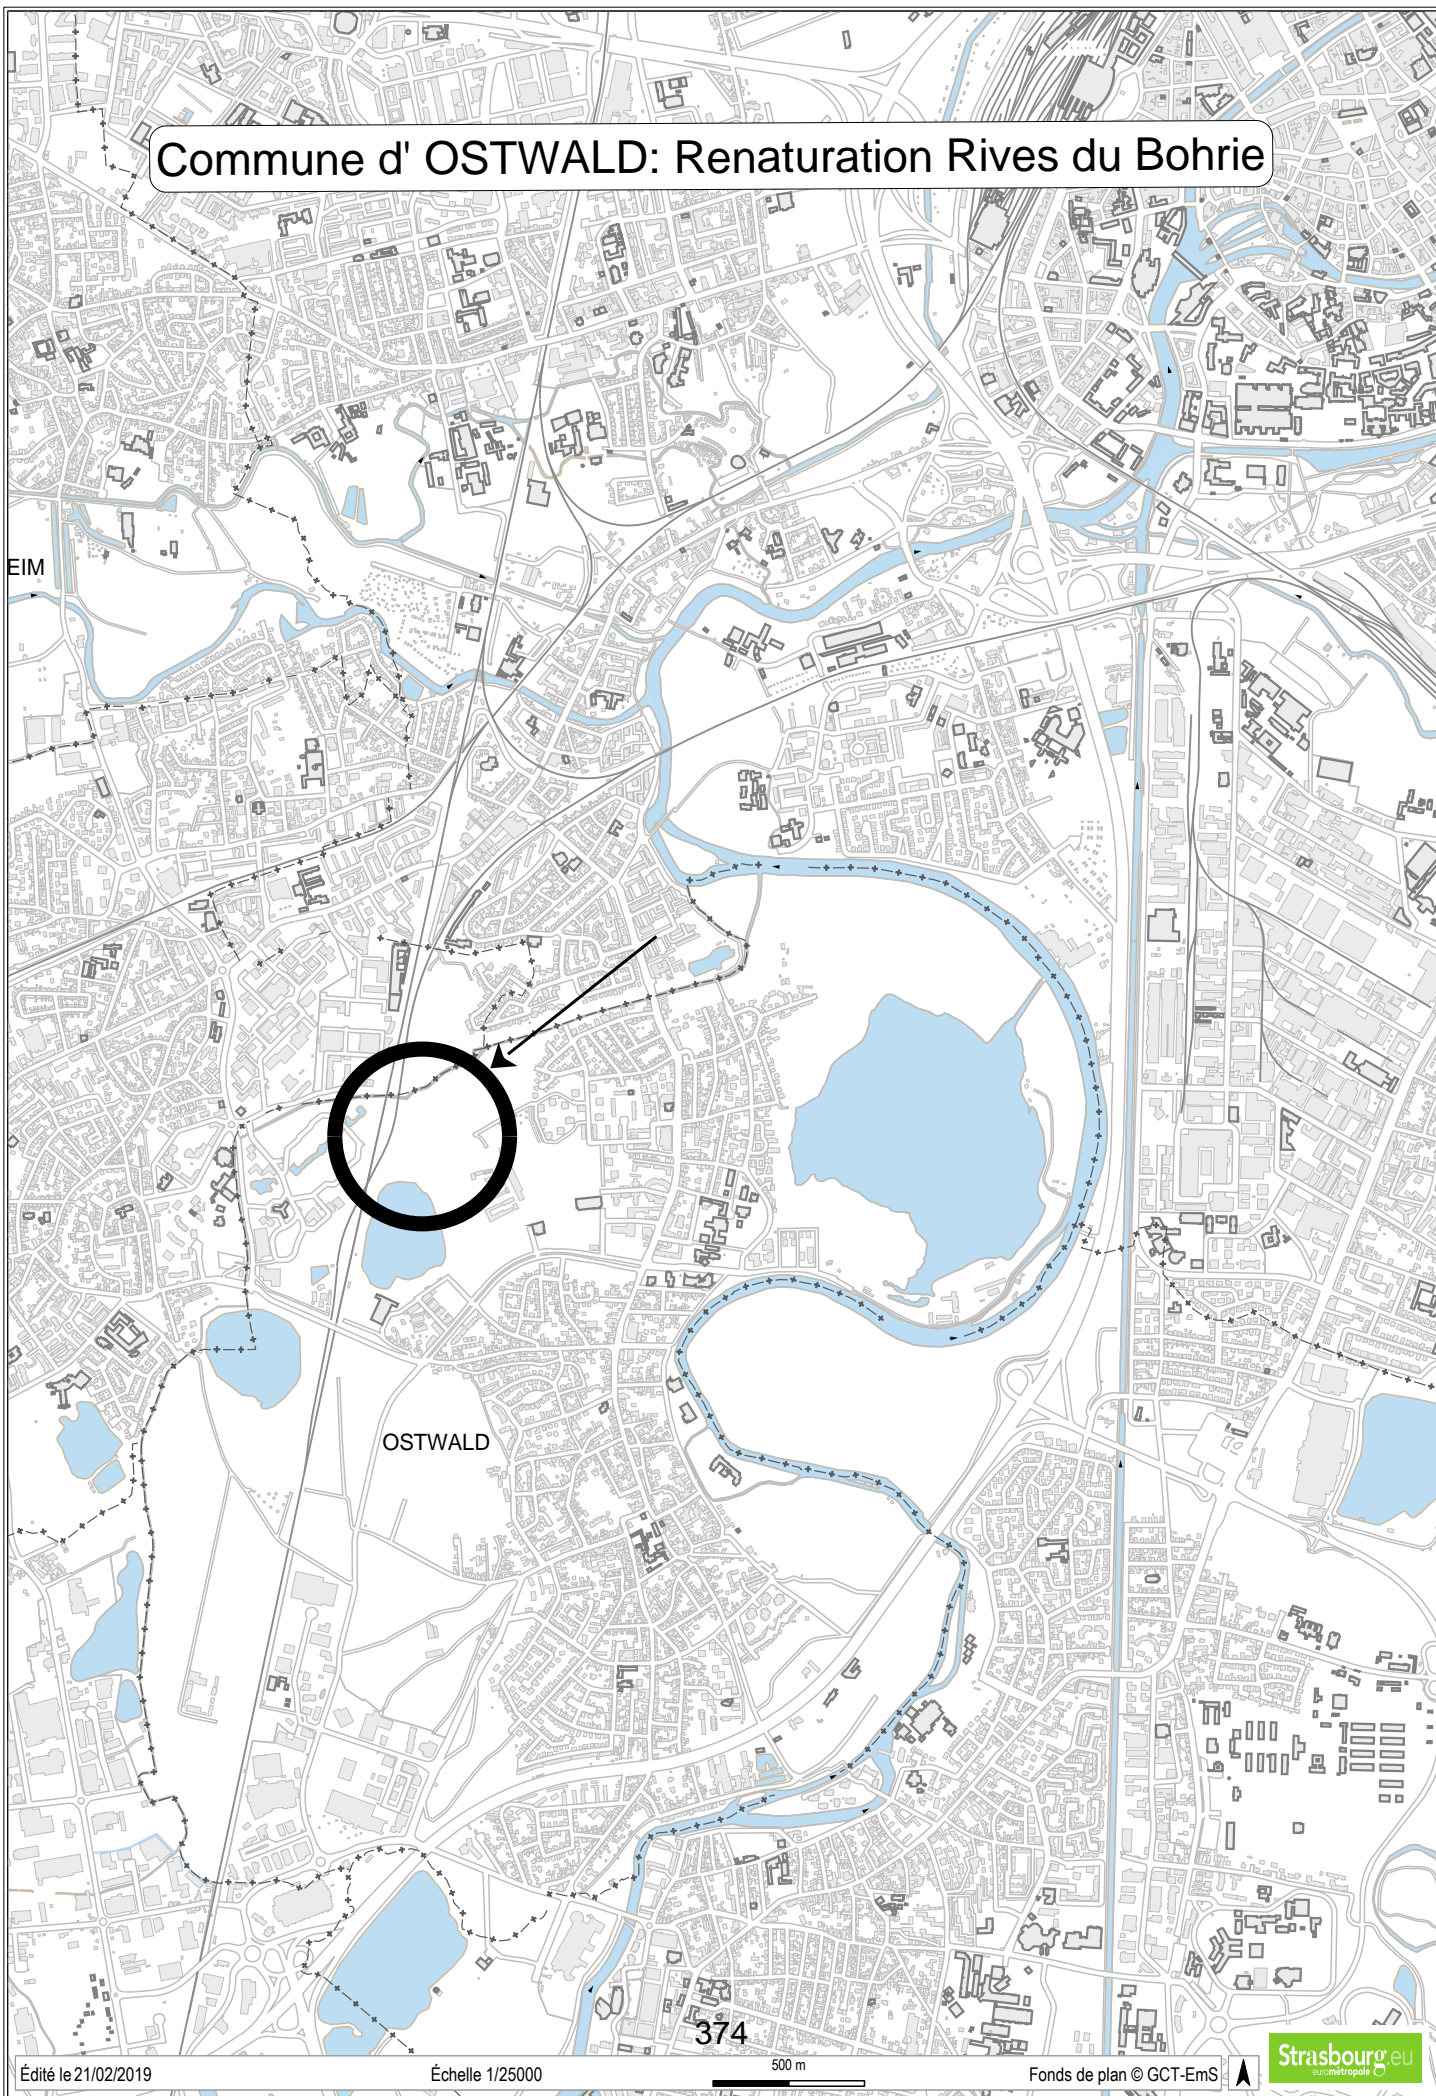 Commune d' OSTWALD: Renaturation Rives du Bohrie
EIM
OSTWALD
374
Édité le 21/02/2019
Échelle 1/25000
500 m
Fonds de plan © GCT-EmS
Strasbourg.eu
eurométropole